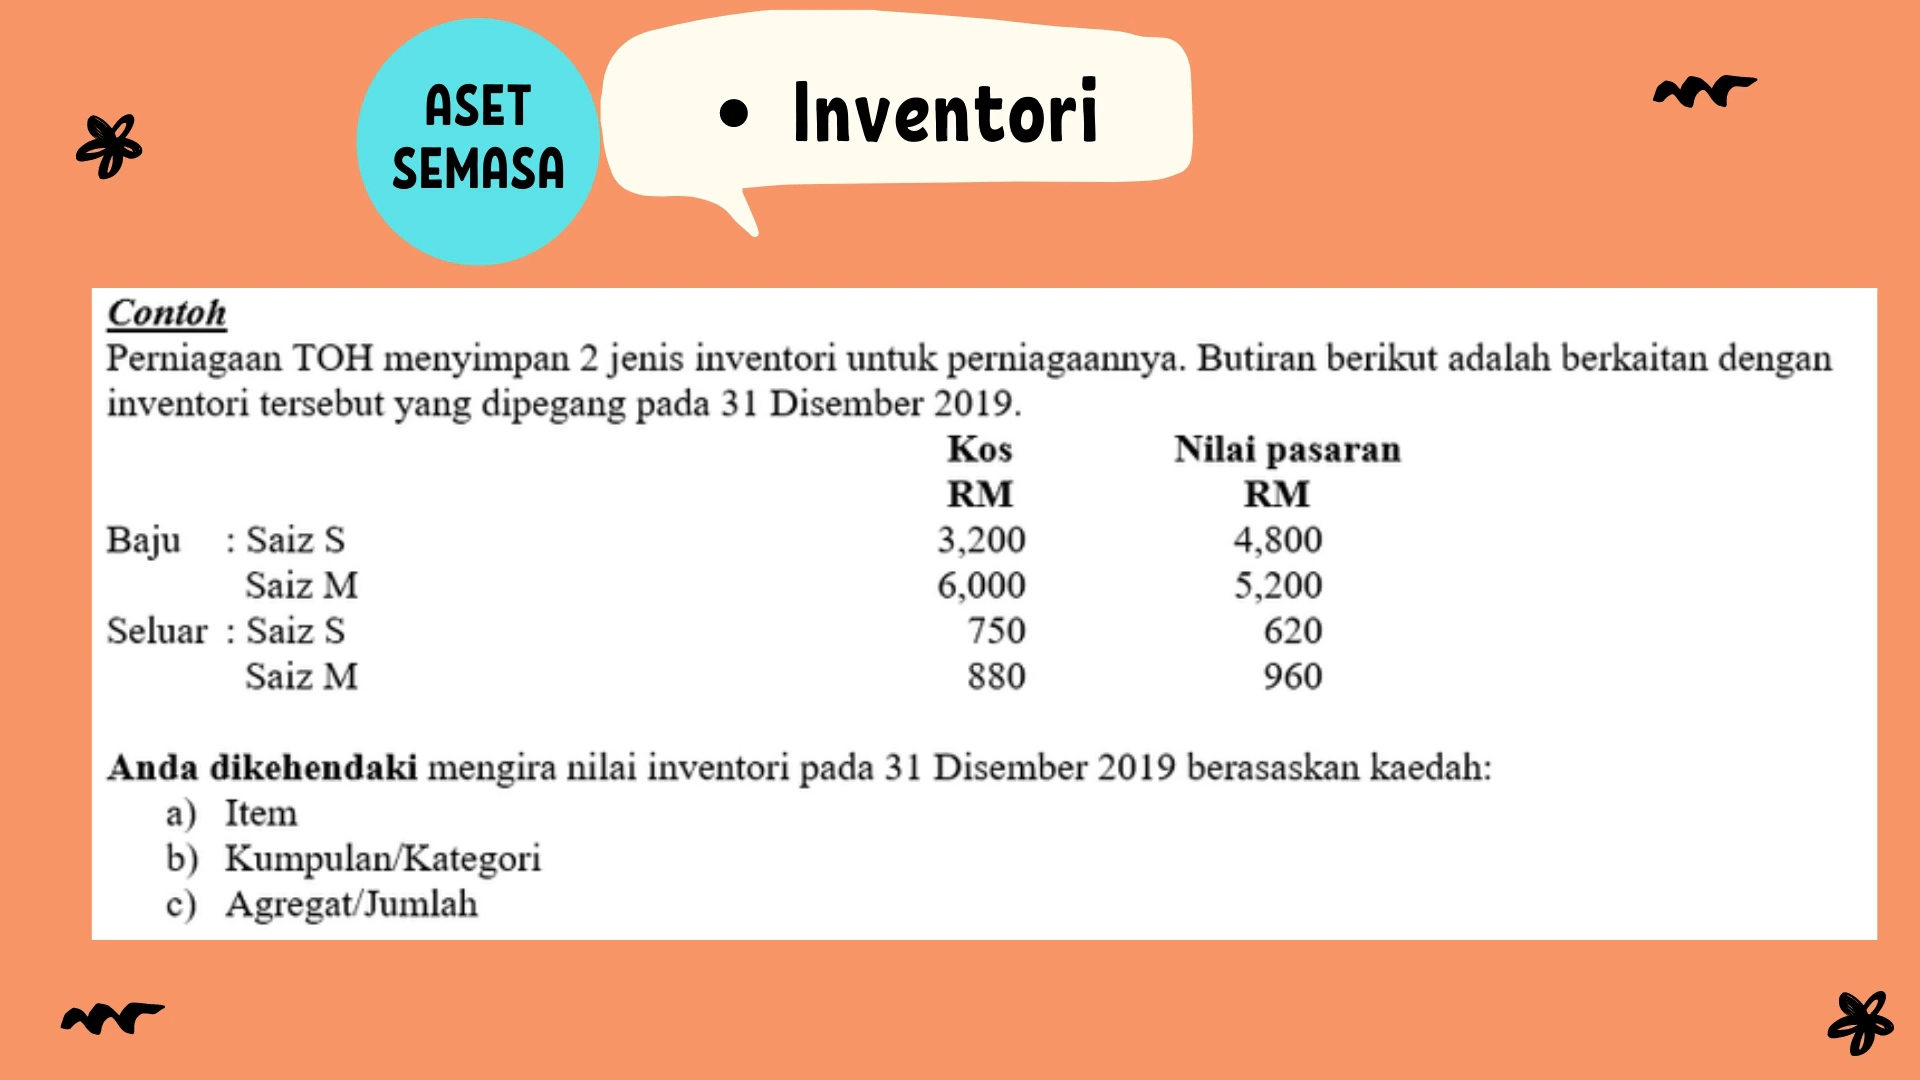 ASET
SEMASA
• Inventori
Contoh
Perniagaan TOH menyimpan 2 jenis inventori untuk perniagaannya. Butiran berikut adalah berkaitan dengan
inventori tersebut yang dipegang pada 31 Disember 2019.
Kos Nilai pasaran
RM RM
Baju : Saiz S 3,200 4,800
Saiz M 6,000 5,200
Seluar : Saiz S 750 620
Saiz M 880 960
Anda dikehendaki mengira nilai inventori pada 31 Disember 2019 berasaskan kaedah:
a) Item
b) Kumpulan/Kategori
c) Agregat/Jumlah